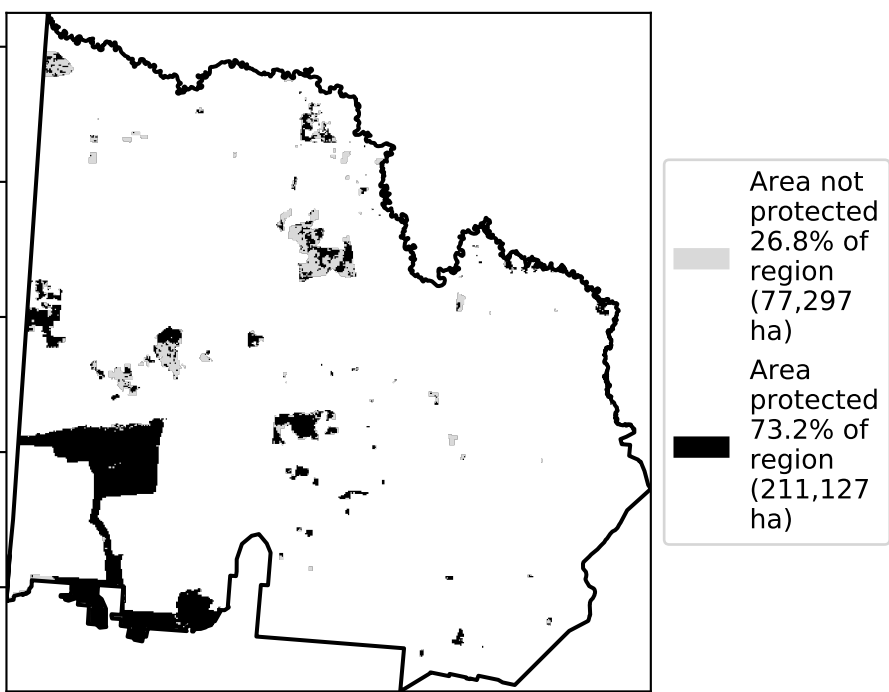 Area not
protected
26.8% of
region
(77,297
ha)
Area
protected
73.2% of
region
(211,127
ha)